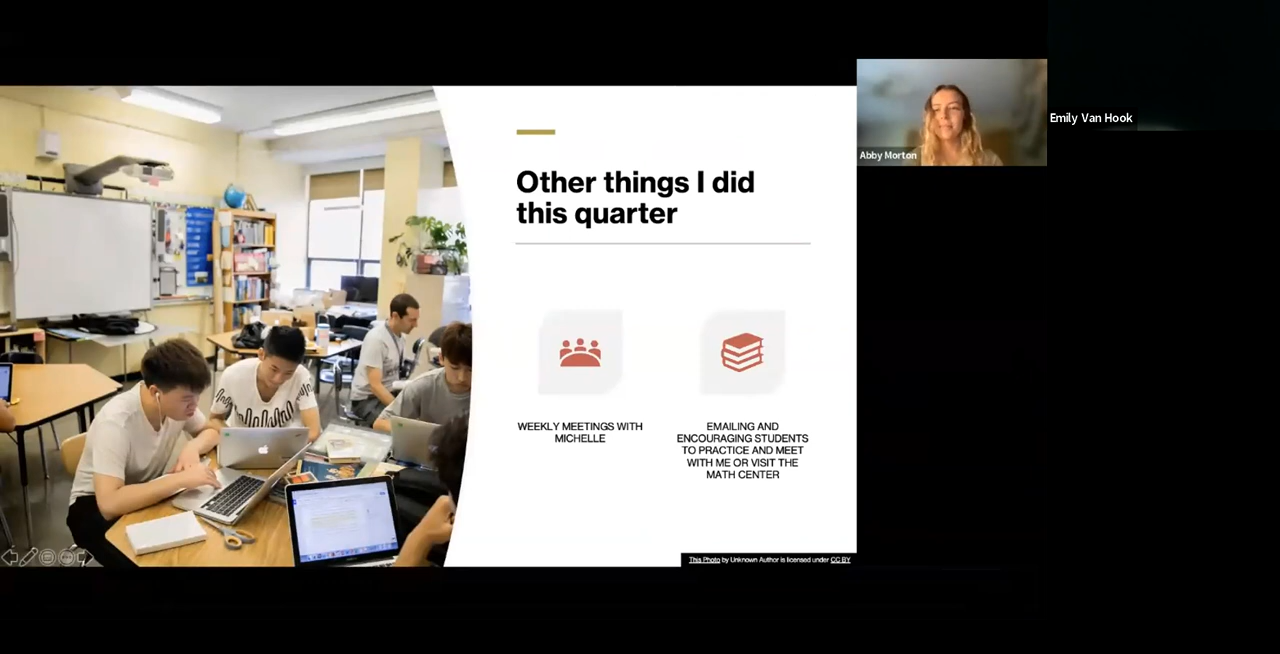 Other things I did
this quarter
WEEKLY MEETINGS WITH
MICHELLE
EMAILING AND
ENCOURAGING STUDENTS
TO PRACTICE AND MEET
WITH ME OR VISIT THE
MATH CENTER
This Photo by Unknown Author is licensed under CC BY
Abby Morton
Emily Van Hook